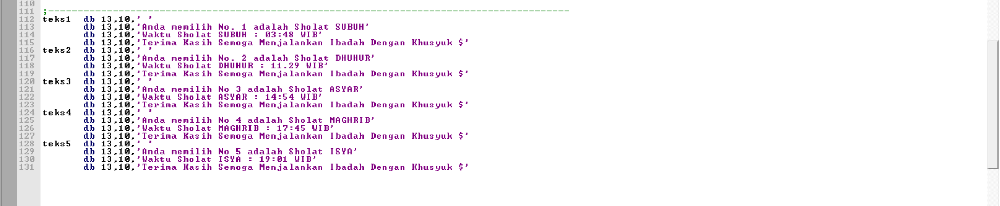 110
111 ;----------------------------------------------------------------------------------------
112 teks1  db 13,10,' '
113        db 13,10,'Anda memilih No. 1 adalah Sholat SUBUH'
114        db 13,10,'Waktu Sholat SUBUH : 03:48 WIB'
115        db 13,10,'Terima Kasih Semoga Menjalankan Ibadah Dengan Khusyuk $'
116 teks2  db 13,10,' '
117        db 13,10,'Anda memilih No. 2 adalah Sholat DHUHUR'
118        db 13,10,'Waktu Sholat DHUHUR : 11.29 WIB'
119        db 13,10,'Terima Kasih Semoga Menjalankan Ibadah Dengan Khusyuk $'
120 teks3  db 13,10,' '
121        db 13,10,'Anda memilih No 3 adalah Sholat ASYAR'
122        db 13,10,'Waktu Sholat ASYAR : 14:54 WIB'
123        db 13,10,'Terima Kasih Semoga Menjalankan Ibadah Dengan Khusyuk $'
124 teks4  db 13,10,' '
125        db 13,10,'Anda memilih No 4 adalah Sholat MAGHRIB'
126        db 13,10,'Waktu Sholat MAGHRIB : 17:45 WIB'
127        db 13,10,'Terima Kasih Semoga Menjalankan Ibadah Dengan Khusyuk $'
128 teks5  db 13,10,' '
129        db 13,10,'Anda memilih No 5 adalah Sholat ISYA'
130        db 13,10,'Waktu Sholat ISYA : 19:01 WIB'
131        db 13,10,'Terima Kasih Semoga Menjalankan Ibadah Dengan Khusyuk $'